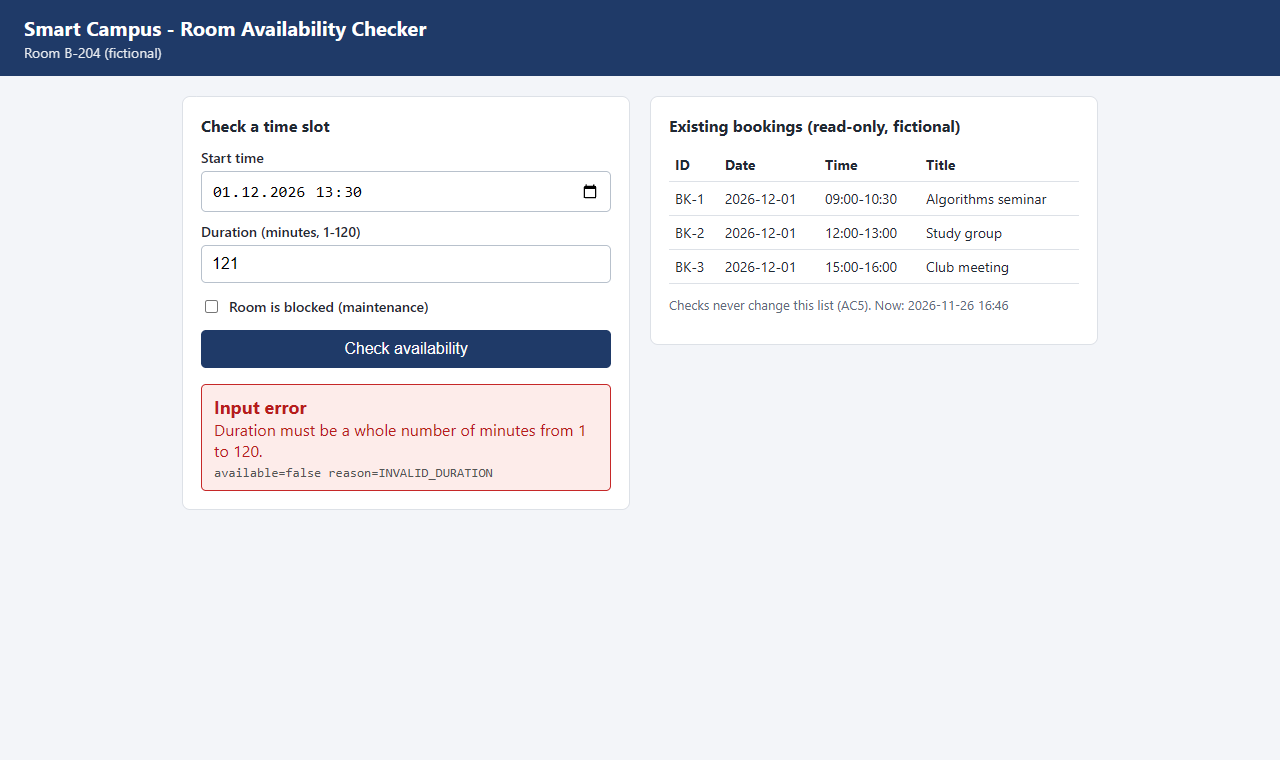 Smart Campus - Room Availability Checker
Room B-204 (fictional)
Check a time slot
Start time
01.12.2026 13:30
Duration (minutes, 1-120)
121
Room is blocked (maintenance)
Check availability
Input error
Duration must be a whole number of minutes from 1
to 120.
available=false reason=INVALID_DURATION
Existing bookings (read-only, fictional)
ID Date Time Title
BK-1 2026-12-01 09:00-10:30 Algorithms seminar
BK-2 2026-12-01 12:00-13:00 Study group
BK-3 2026-12-01 15:00-16:00 Club meeting
Checks never change this list (AC5). Now: 2026-11-26 16:46